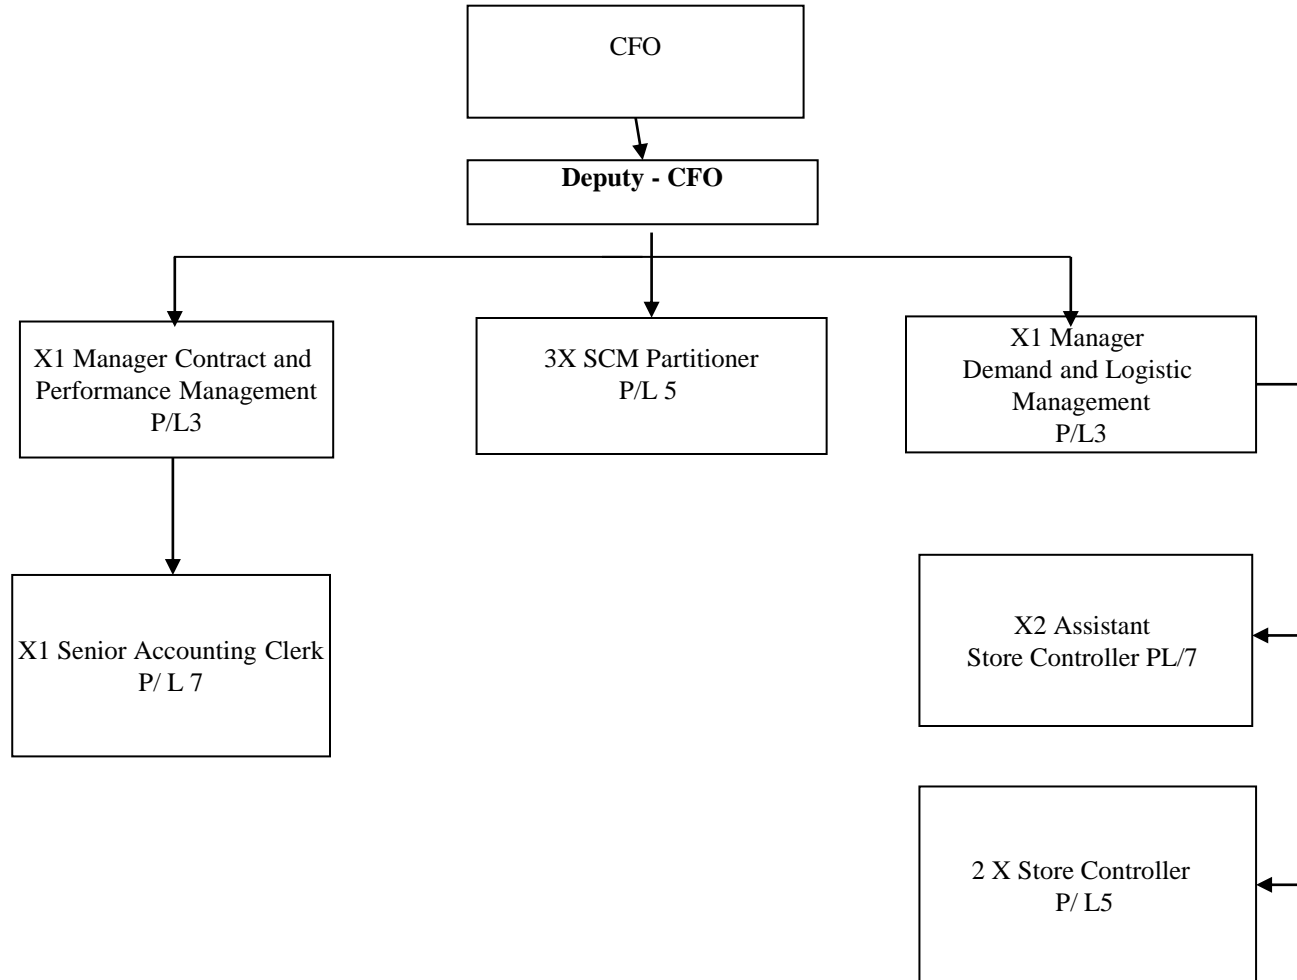 CFO
Deputy - CFO
X1 Manager Contract and
Performance Management
P/L3
3X SCM Partitioner
P/L 5
X1 Manager
Demand and Logistic
Management
P/L3
X1 Senior Accounting Clerk
P/ L 7
X2 Assistant
Store Controller PL/7
2 X Store Controller
P/ L5